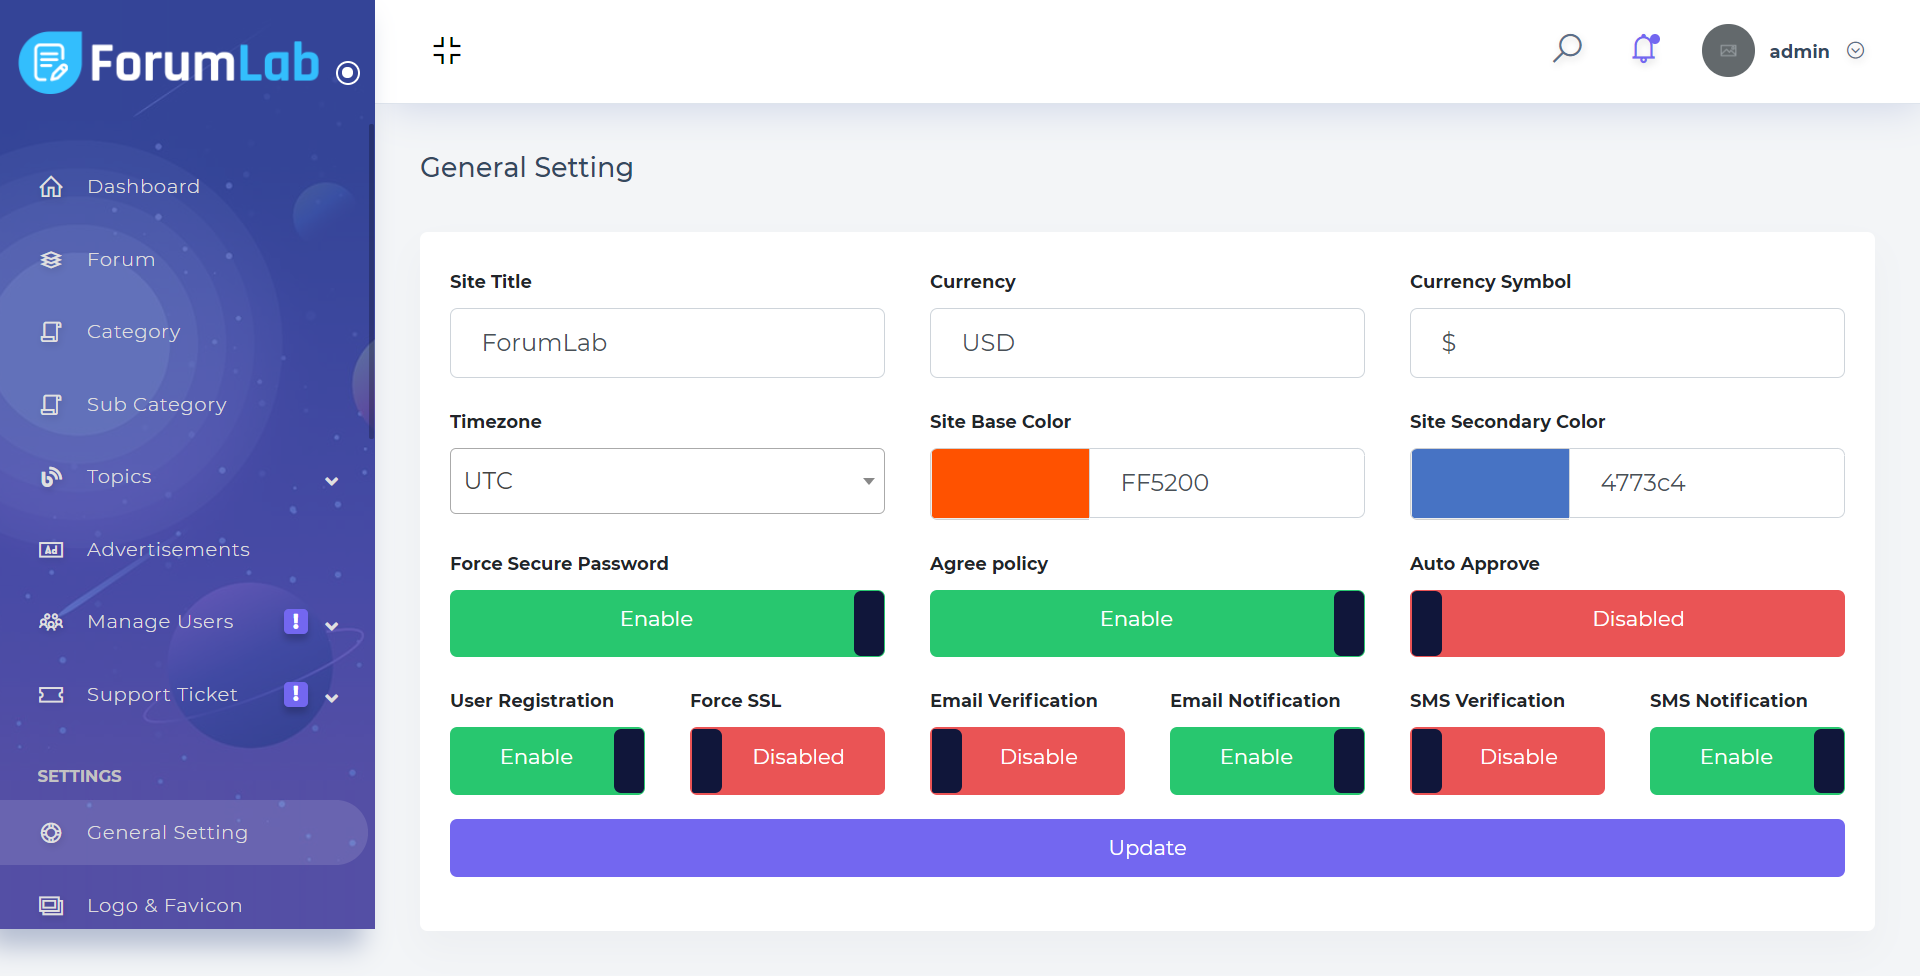 ForumLab
admin
Dashboard
Forum
Category
Sub Category
Topics
Ad
Advertisements
Manage Users !
Support Ticket !
SETTINGS
General Setting
Logo & Favicon
General Setting
Site Title Currency Currency Symbol
ForumLab USD $
Timezone Site Base Color Site Secondary Color
UTC FF5200 4773c4
Force Secure Password Agree policy Auto Approve
Enable Enable Disabled
User Registration Force SSL Email Verification Email Notification SMS Verification SMS Notification
Enable Disabled Disable Enable Disable Enable
Update